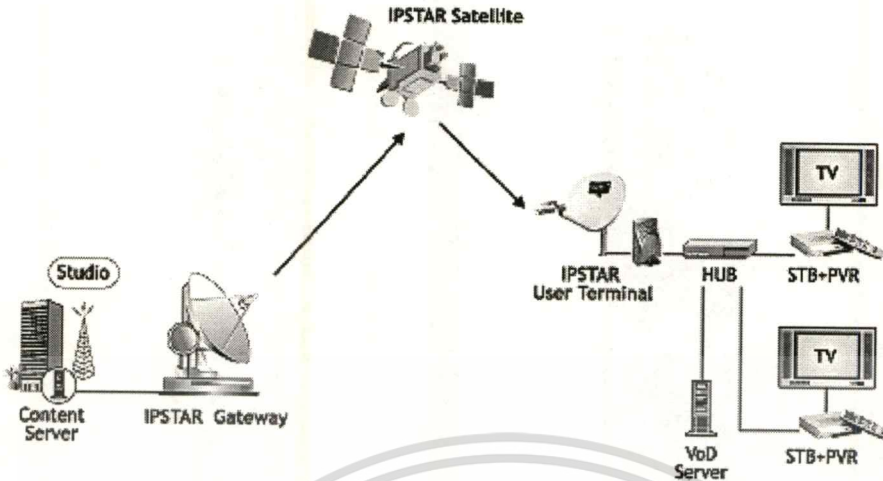 IPSTAR Satellite
TV
Studio
IPSTAR
User Terminal
HUB
STB+PVR
TV
Content
Server
IPSTAR Gateway
VoD
Server
STB+PVR